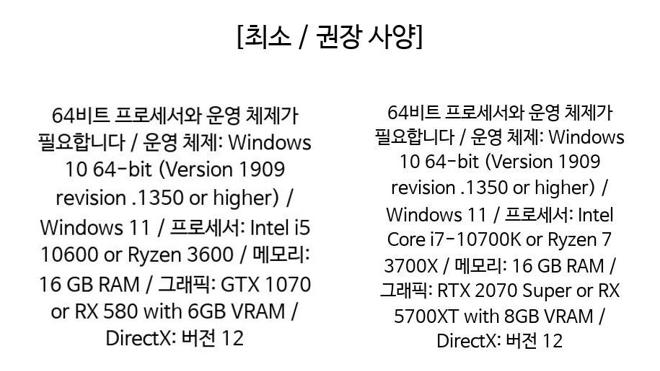 [최소 / 권장 사양]
64비트 프로세서와 운영 체제가
필요합니다 / 운영 체제: Windows
10 64-bit (Version 1909
revision .1350 or higher) /
Windows 11 / 프로세서: Intel i5
10600 or Ryzen 3600 / 메모리:
16 GB RAM / 그래픽: GTX 1070
or RX 580 with 6GB VRAM /
DirectX: 버전 12
64비트 프로세서와 운영 체제가
필요합니다 / 운영 체제: Windows
10 64-bit (Version 1909
revision .1350 or higher) /
Windows 11 / 프로세서: Intel
Core i7-10700K or Ryzen 7
3700X / 메모리: 16 GB RAM /
그래픽: RTX 2070 Super or RX
5700XT with 8GB VRAM /
DirectX: 버전 12